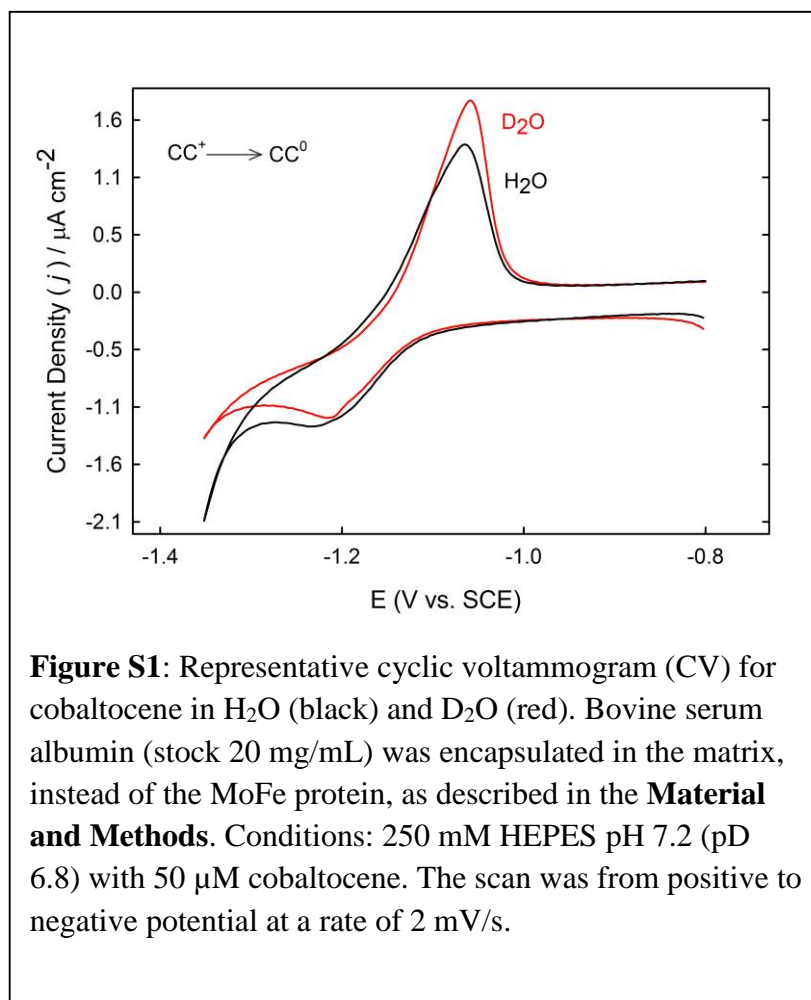 1.6
1.1
0.5
0.0
-0.5
-1.1
-1.6
-2.1
Current Density ( j ) / µA cm-2
CC+ → CC0
D2O
H2O
-1.4
-1.2
-1.0
-0.8
E (V vs. SCE)
Figure S1: Representative cyclic voltammogram (CV) for
cobaltocene in H2O (black) and D2O (red). Bovine serum
albumin (stock 20 mg/mL) was encapsulated in the matrix,
instead of the MoFe protein, as described in the Material
and Methods. Conditions: 250 mM HEPES pH 7.2 (pD
6.8) with 50 µM cobaltocene. The scan was from positive to
negative potential at a rate of 2 mV/s.